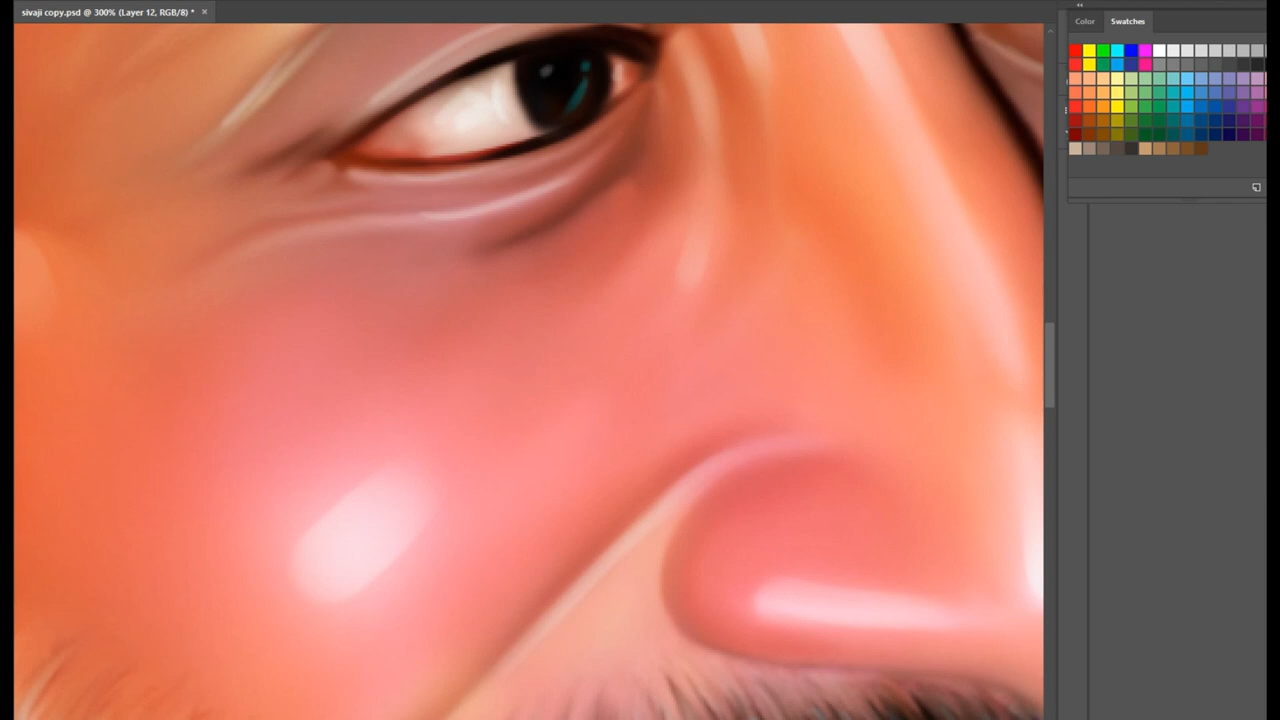 sivaji copy.psd @ 300% (Layer 12, RGB/8) *
Color
Swatches